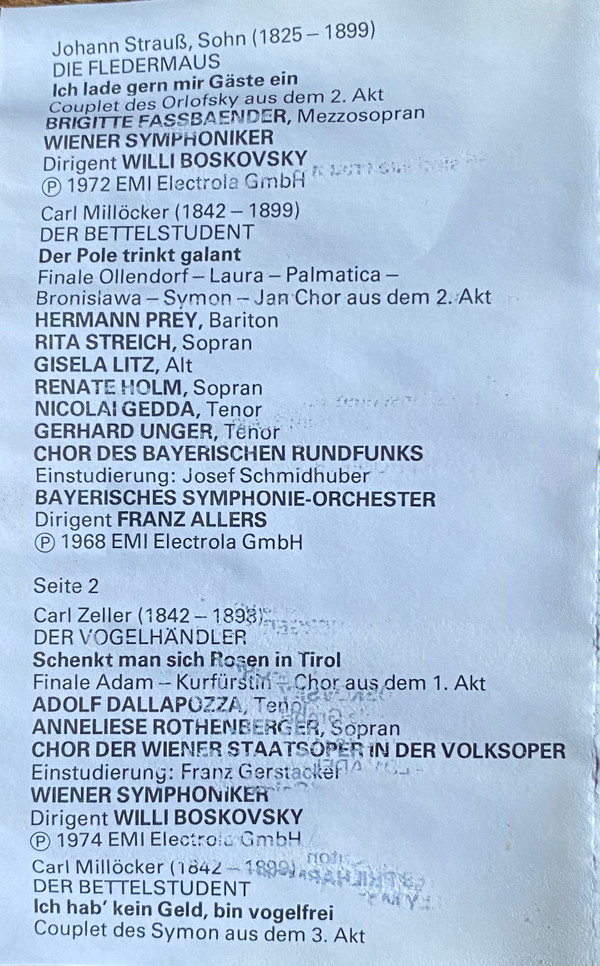 Johann Strauß, Sohn (1825 – 1899)
DIE FLEDERMAUS
Ich lade gern mir Gäste ein
Couplet des Orlofsky aus dem 2. Akt
BRIGITTE FASSBAENDER, Mezzosopran
WIENER SYMPHONIKER
Dirigent WILLI BOSKOVSKY
Ⓟ 1972 EMI Electrola GmbH
Carl Millöcker (1842 – 1899)
DER BETTELSTUDENT
Der Pole trinkt galant
Finale Ollendorf – Laura – Palmatica –
Bronislawa – Symon – Jan Chor aus dem 2. Akt
HERMANN PREY, Bariton
RITA STREICH, Sopran
GISELA LITZ, Alt
RENATE HOLM, Sopran
NICOLAI GEDDA, Tenor
GERHARD UNGER, Tenor
CHOR DES BAYERISCHEN RUNDFUNKS
Einstudierung: Josef Schmidhuber
BAYERISCHES SYMPHONIE-ORCHESTER
Dirigent FRANZ ALLERS
Ⓟ 1968 EMI Electrola GmbH
Seite 2
Carl Zeller (1842 – 1898)
DER VOGELHÄNDLER
Schenkt man sich Rosen in Tirol
Finale Adam – Kurfürstin – Chor aus dem 1. Akt
ADOLF DALLAPOZZA, Tenor
ANNELIESE ROTHENBERGER, Sopran
CHOR DER WIENER STAATSOPER IN DER VOLKSOPER
Einstudierung: Franz Gerstacker
WIENER SYMPHONIKER
Dirigent WILLI BOSKOVSKY
Ⓟ 1974 EMI Electrola GmbH
Carl Millöcker (1842 – 1899)
DER BETTELSTUDENT
Ich hab' kein Geld, bin vogelfrei
Couplet des Symon aus dem 3. Akt